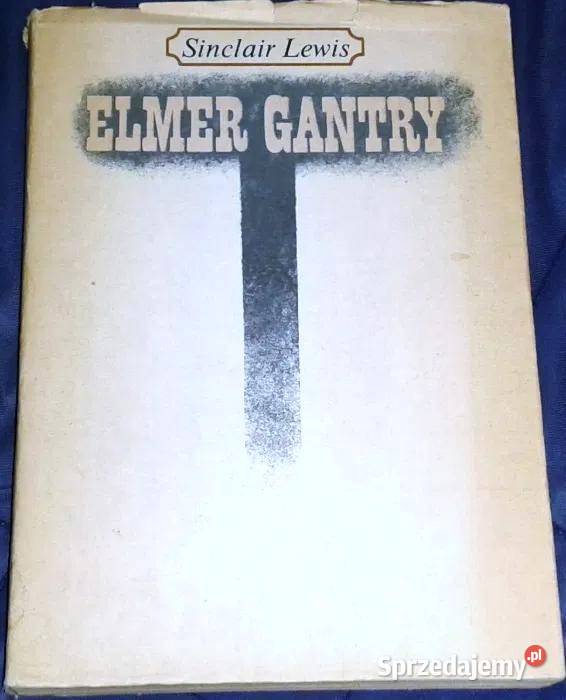 Sinclair Lewis
ELMER GANTRY
Sprzedajemy.pl